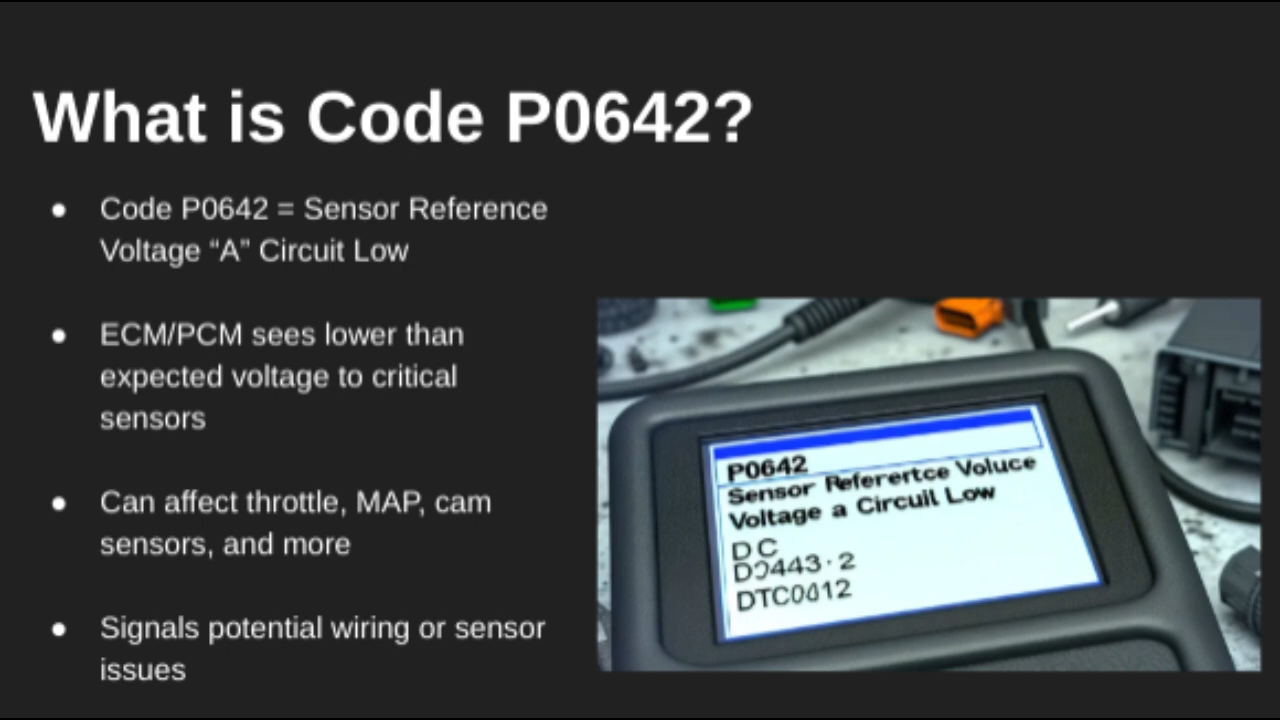 What is Code P0642?
● Code P0642 = Sensor Reference
Voltage “A” Circuit Low
● ECM/PCM sees lower than
expected voltage to critical
sensors
● Can affect throttle, MAP, cam
sensors, and more
● Signals potential wiring or sensor
issues
P0642
Sensor Referertce Voluce
Voltage a Circuil Low
DC
DTC0412